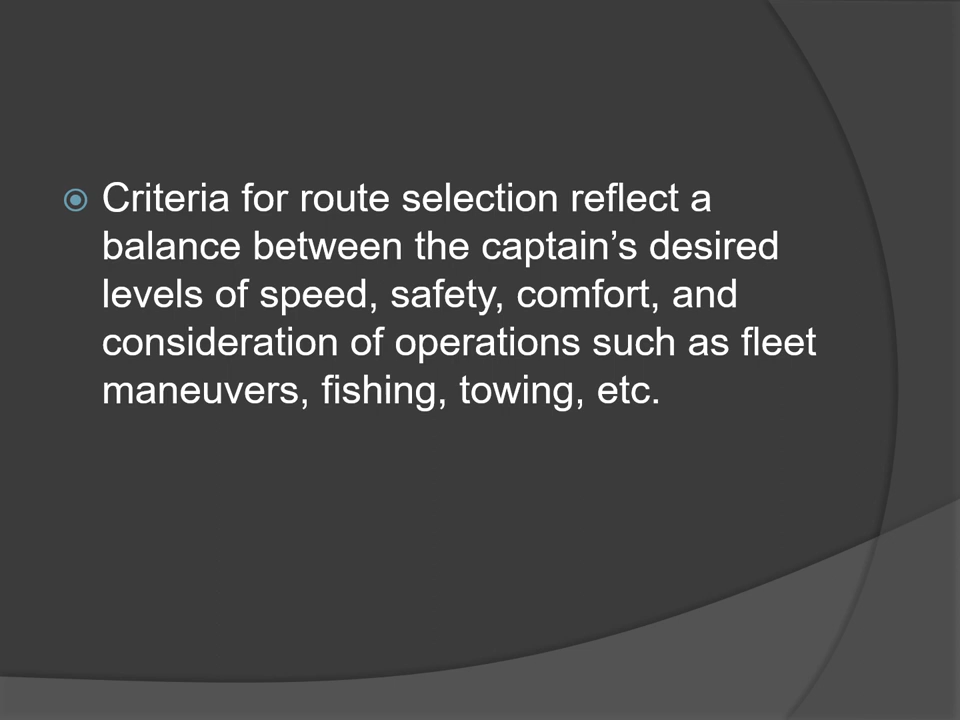 Criteria for route selection reflect a
balance between the captain’s desired
levels of speed, safety, comfort, and
consideration of operations such as fleet
maneuvers, fishing, towing, etc.